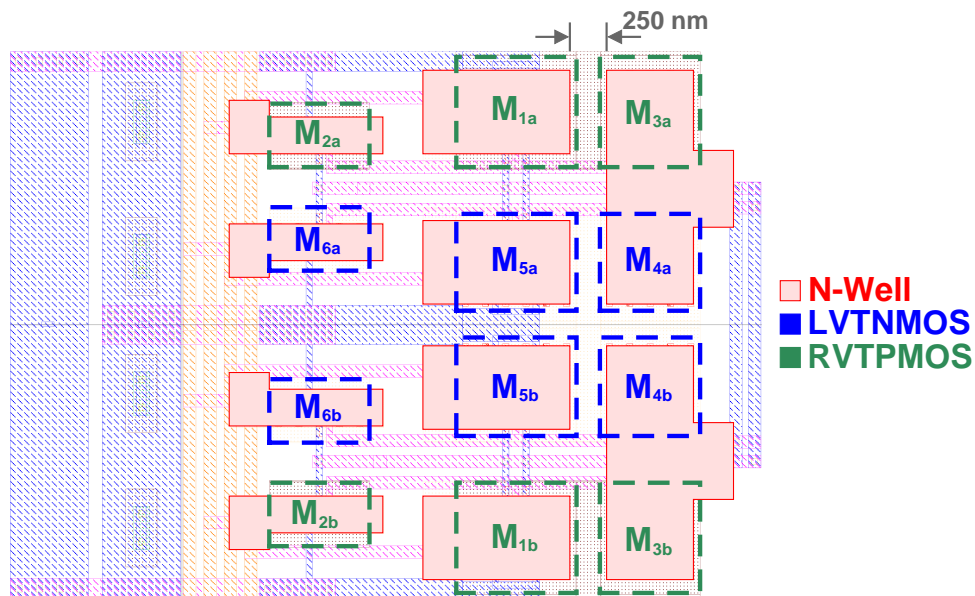 250 nm
M1a
M3a
M2a
M6a
M5a
M4a
N-Well
LVTNMOS
RVTPMOS
M5b
M4b
M6b
M2b
M1b
M3b